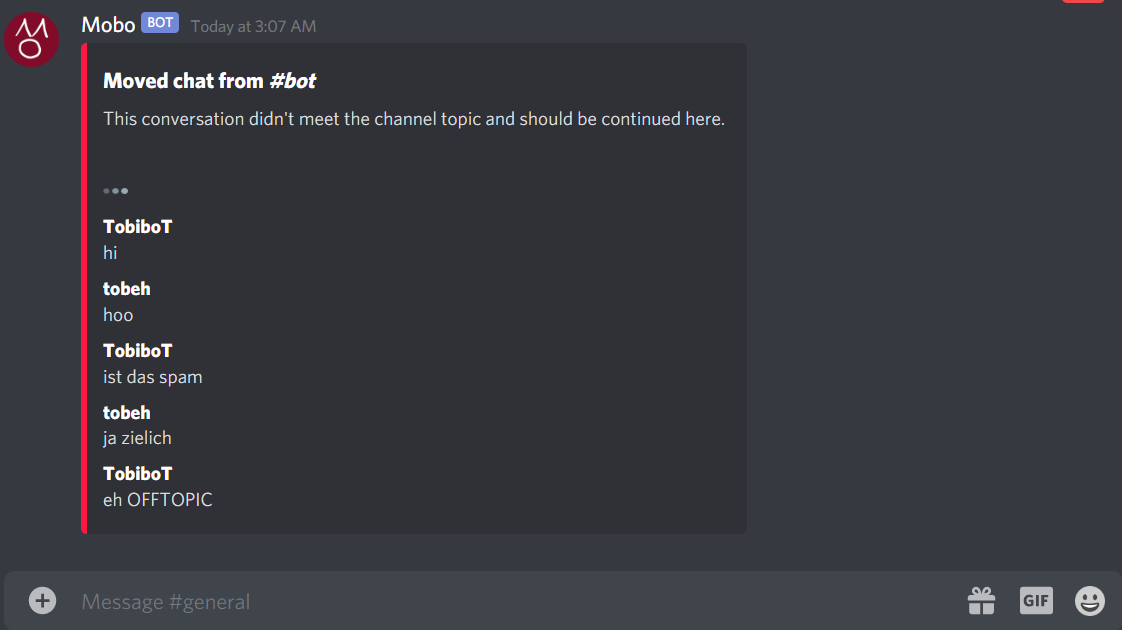 MO
Mobo BOT Today at 3:07 AM
Moved chat from #bot
This conversation didn't meet the channel topic and should be continued here.
TobiboT
hi
tobeh
hoo
TobiboT
ist das spam
tobeh
ja zielich
TobiboT
eh OFFTOPIC
Message #general
GIF